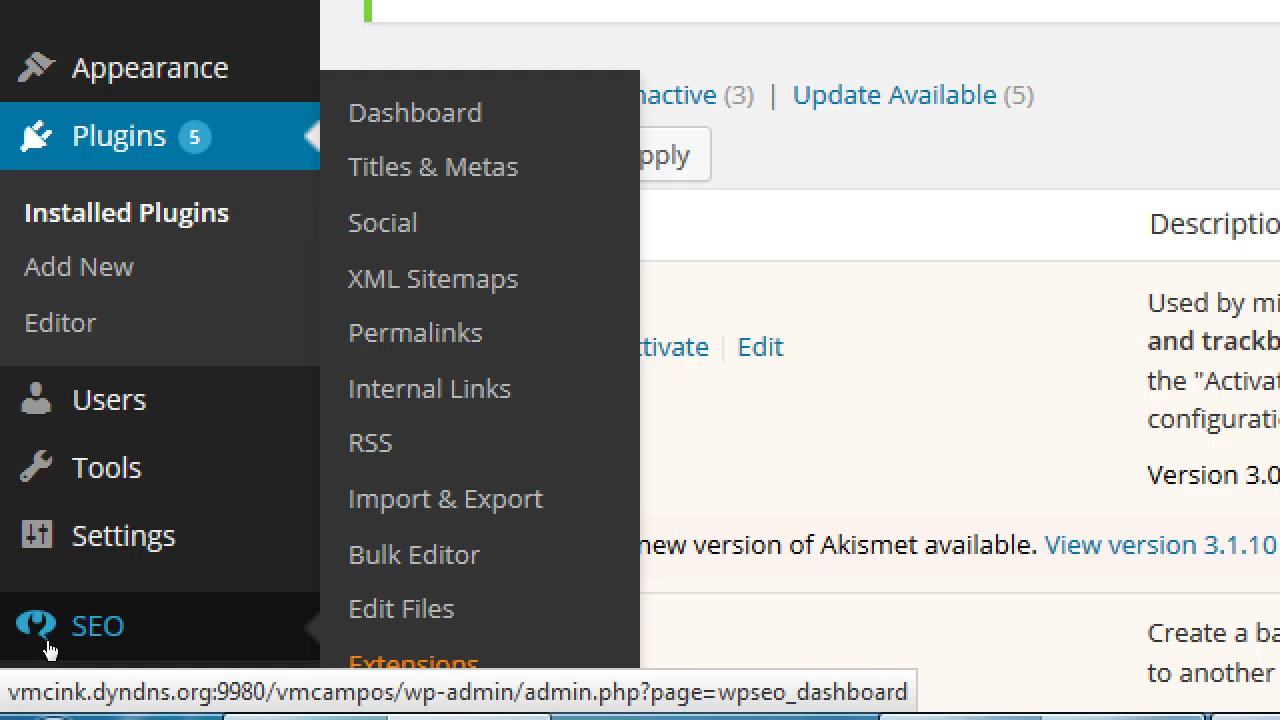 Appearance
Plugins 5
Installed Plugins
Add New
Editor
Users
Tools
Settings
SEO
Dashboard
Titles & Metas
Social
XML Sitemaps
Permalinks
Internal Links
RSS
Import & Export
Bulk Editor
Edit Files
Extensions
nactive (3) | Update Available (5)
pply
Descriptio
ctivate | Edit
Used by mi
and trackb
the "Activat
configurati
Version 3.0
new version of Akismet available. View version 3.1.10
Create a ba
to another
vmcink.dyndns.org:9980/vmcampos/wp-admin/admin.php?page=wpseo_dashboard